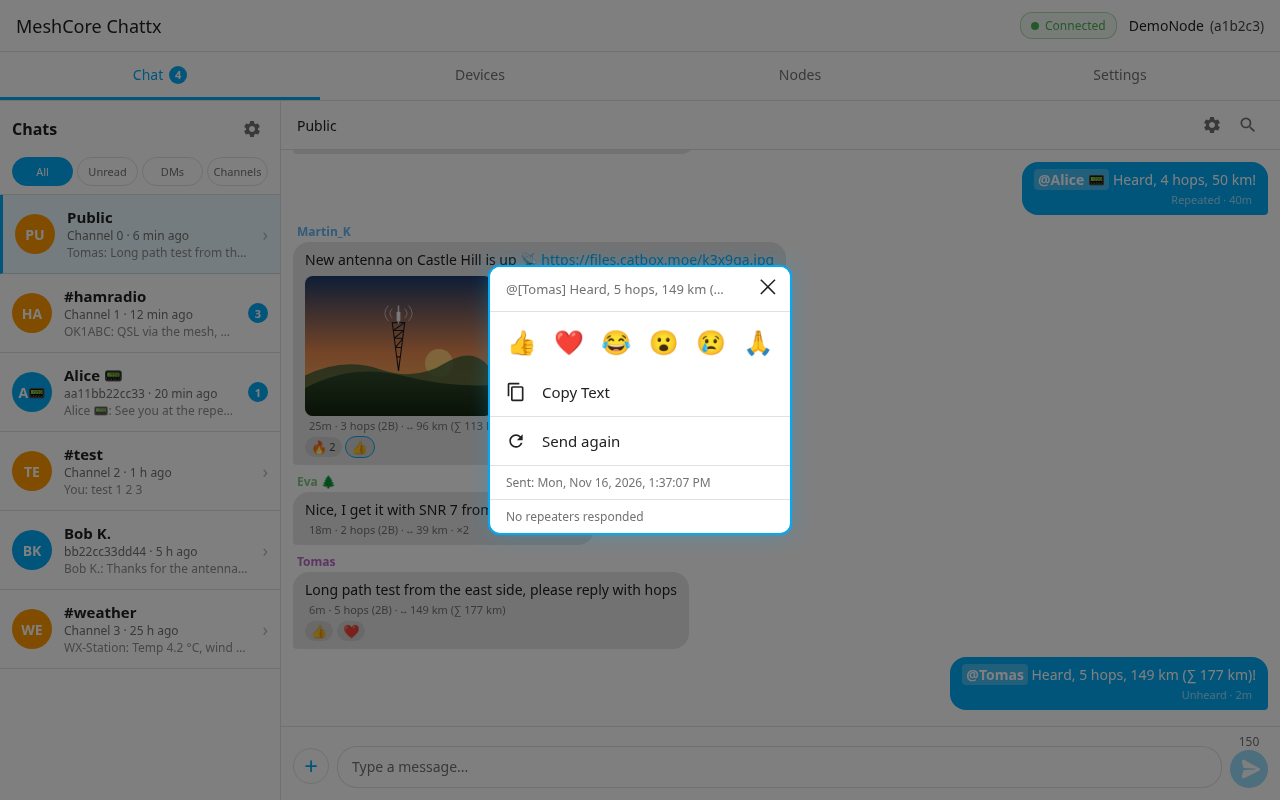 MeshCore Chattx
Connected
DemoNode (a1b2c3)
Chat 4
Devices
Nodes
Settings
Chats
All
Unread
DMs
Channels
PU
Public
Channel 0 · 6 min ago
Tomas: Long path test from th…
HA
#hamradio
Channel 1 · 12 min ago
OK1ABC: QSL via the mesh, …
3
A📟
Alice 📟
aa11bb22cc33 · 20 min ago
Alice 📟: See you at the repe…
1
TE
#test
Channel 2 · 1 h ago
You: test 1 2 3
BK
Bob K.
bb22cc33dd44 · 5 h ago
Bob K.: Thanks for the antenna…
WE
#weather
Channel 3 · 25 h ago
WX-Station: Temp 4.2 °C, wind …
Public
@Alice 📟 Heard, 4 hops, 50 km!
Repeated · 40m
Martin_K
New antenna on Castle Hill is up 📡 https://files.catbox.moe/k3x9qa.jpg
25m · 3 hops (2B) · ↔ 96 km (∑ 113
🔥 2 👍
Eva 🌲
Nice, I get it with SNR 7 from
18m · 2 hops (2B) · ↔ 39 km · ×2
Tomas
Long path test from the east side, please reply with hops
6m · 5 hops (2B) · ↔ 149 km (∑ 177 km)
👍 ❤️
@Tomas Heard, 5 hops, 149 km (∑ 177 km)!
Unheard · 2m
@[Tomas] Heard, 5 hops, 149 km (…
👍 ❤️ 😂 😮 😢 🙏
Copy Text
Send again
Sent: Mon, Nov 16, 2026, 1:37:07 PM
No repeaters responded
Type a message…
150